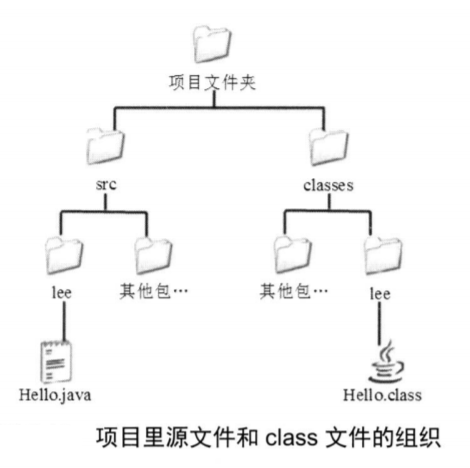 项目文件夹
src
classes
lee
其他包…
其他包…
lee
Hello.java
Hello.class
项目里源文件和 class 文件的组织